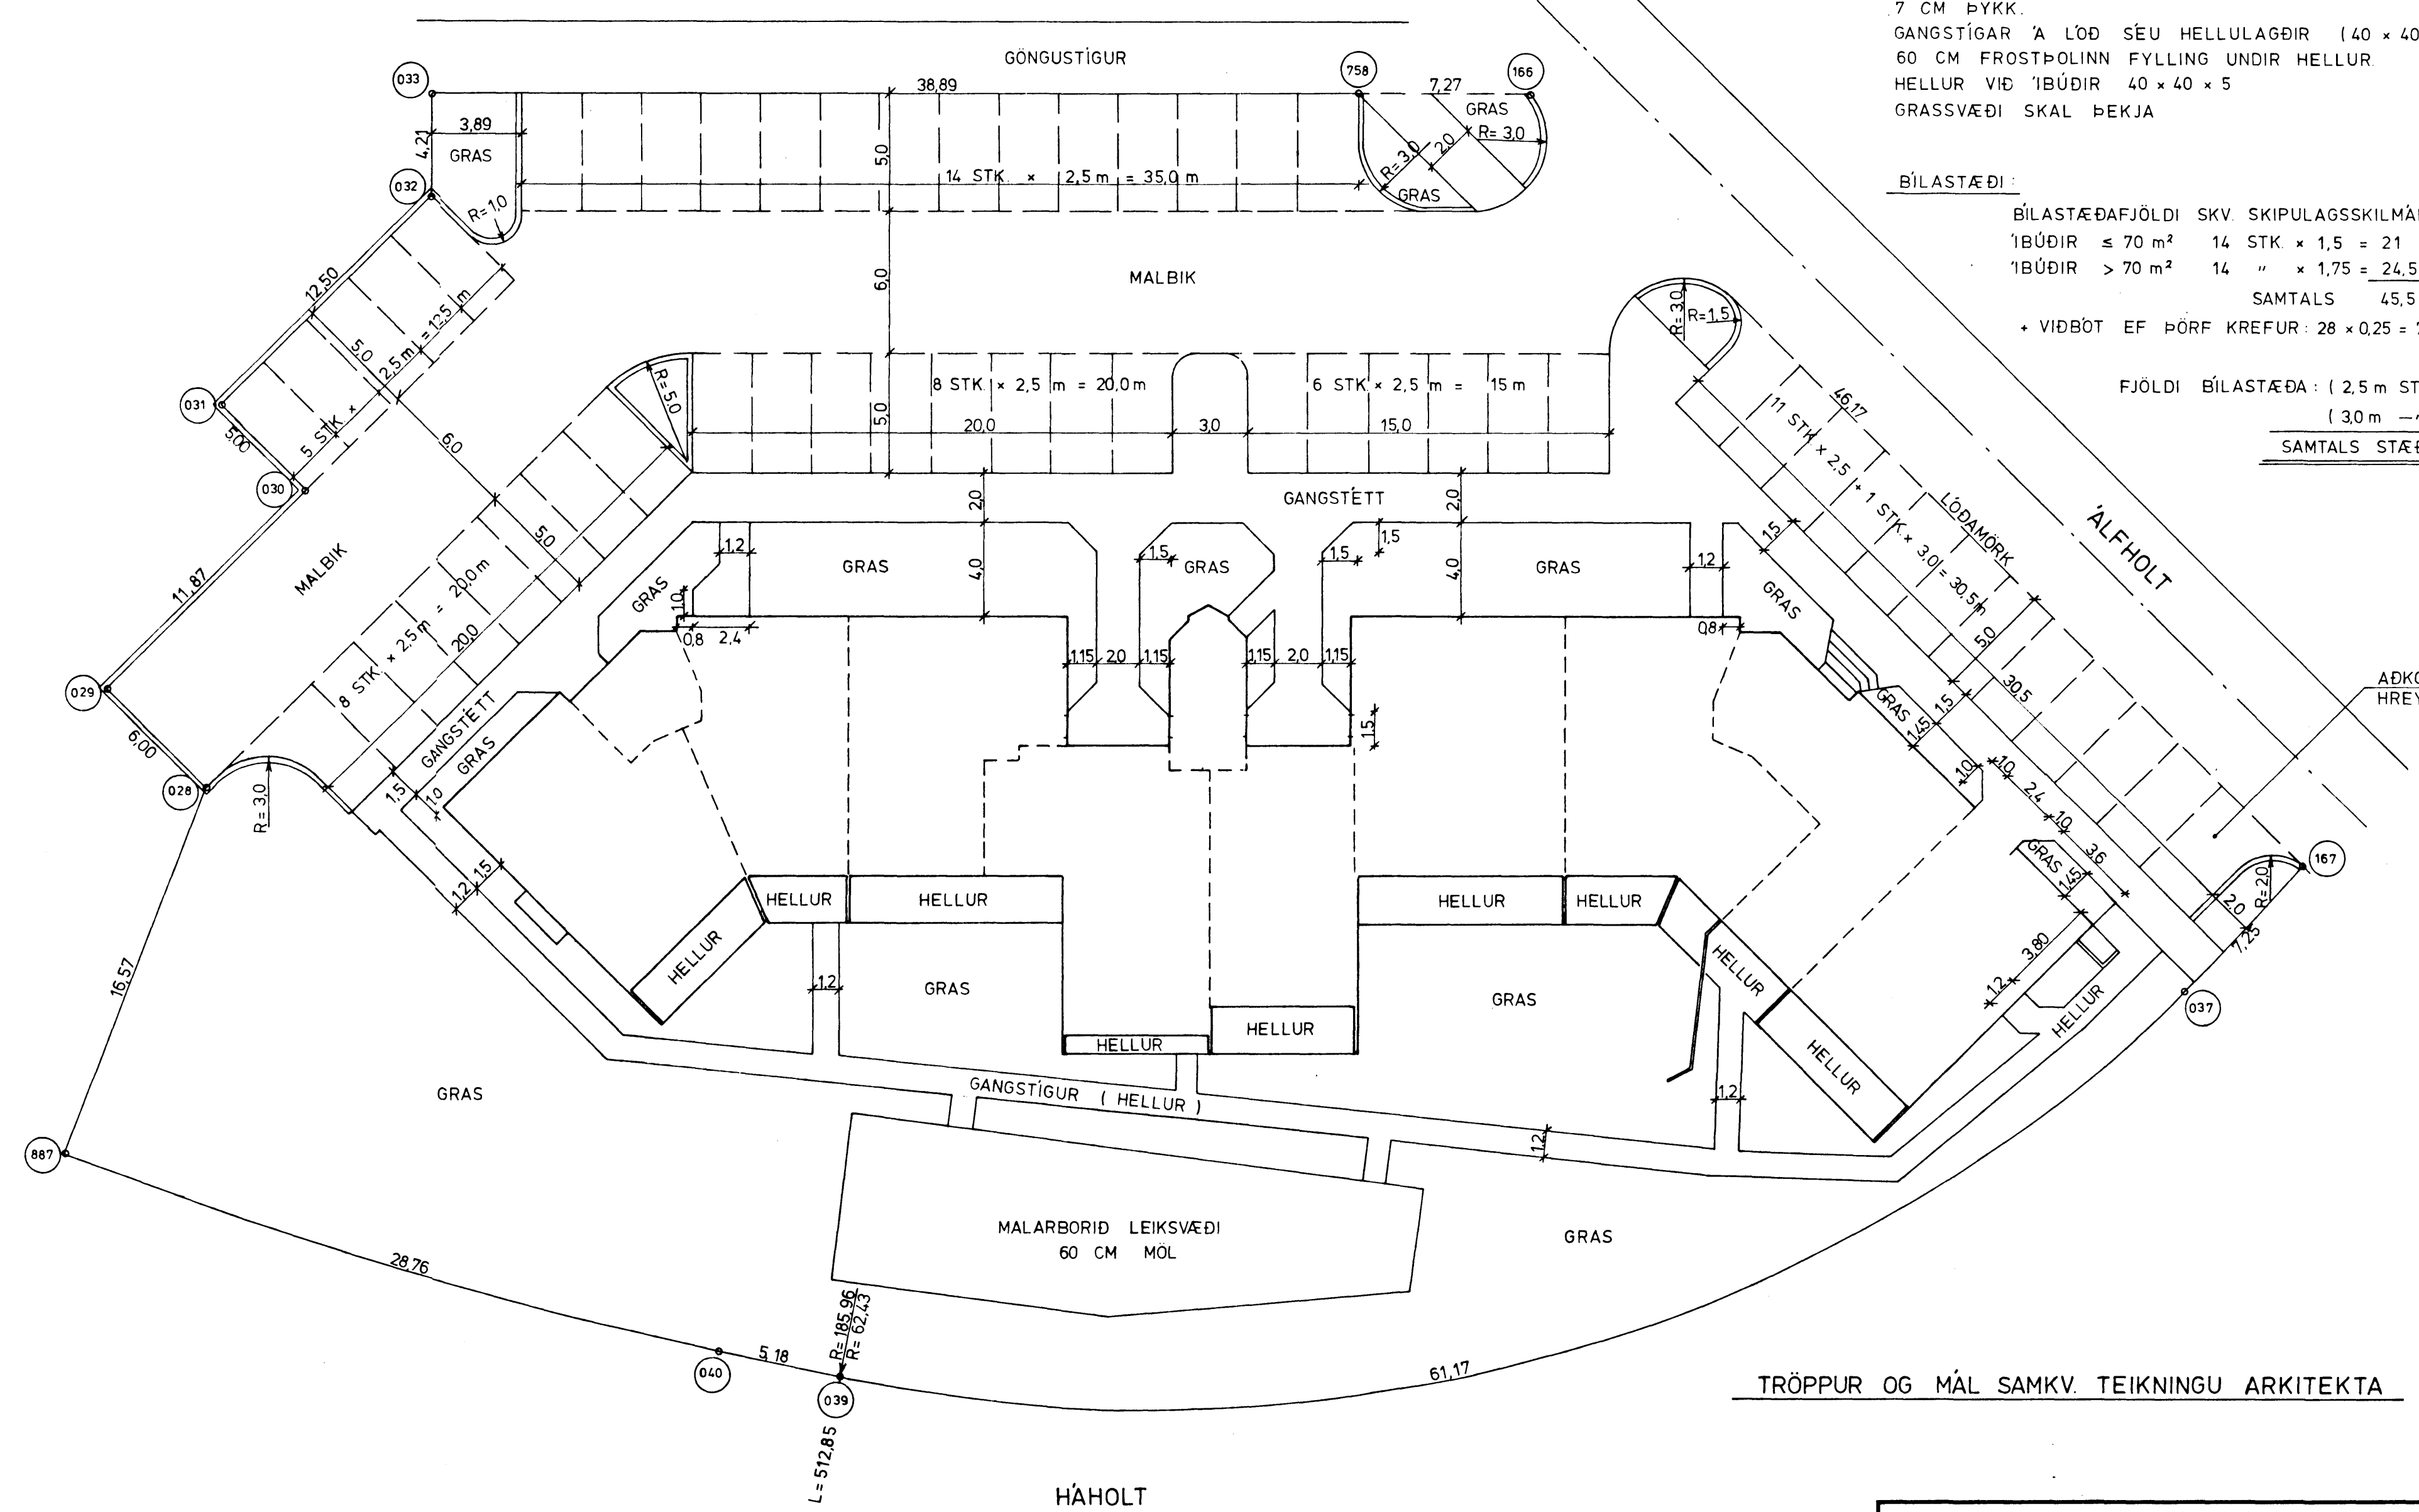 7 CM ÞYKK.
GANGSTÍGAR Á LÓÐ SÉU HELLULAGÐIR ( 40 × 40
60 CM FROSTÞOLINN FYLLING UNDIR HELLUR.
HELLUR VIÐ ÍBÚÐIR 40 × 40 × 5
GRASSVÆÐI SKAL ÞEKJA
BÍLASTÆÐI :
BÍLASTÆÐAFJÖLDI SKV. SKIPULAGSSKILMÁ
ÍBÚÐIR ≤ 70 m² 14 STK. × 1,5 = 21
ÍBÚÐIR > 70 m² 14 " × 1,75 = 24,5
SAMTALS 45,5
+ VIÐBÓT EF ÞÖRF KREFUR : 28 × 0,25 =
FJÖLDI BÍLASTÆÐA : ( 2,5 m ST
( 3,0 m —"
SAMTALS STÆÐ
GÖNGUSTÍGUR
033
38,89
758
7,27
166
4,21
3,89
GRAS
5,0
14 STK. × 2,5 m = 35,0 m
GRAS
R= 3,0
2,0
R=3,0
GRAS
032
R=1,0
12,50
6,0
MALBIK
5,0
5 STK × 2,5 m = 12,5 m
031
5,00
030
6,0
R=5,0
8 STK. × 2,5 m = 20,0 m
6 STK × 2,5 m = 15 m
5,0
20,0
3,0
15,0
R=3,0
R=1,5
46,17
11 STK × 2,5 + 1 STK × 3,0 = 30,5 m
LÓÐAMÖRK
ÁLFHOLT
GANGSTÉTT
2,0
2,0
5,0
MALBIK
11,87
8 STK × 2,5 m = 20,0 m
20,0
GRAS
1,2
GRAS
4,0
1,5
GRAS
1,5
1,5
4,0
GRAS
1,2
1,5
GRAS
1,0
0,8
2,4
1,15
2,0
1,15
1,15
2,0
1,15
0,8
5,0
30,5
029
6,00
GANGSTÉTT
GRAS
1,5
GRAS
1,5
1,45
AÐKO
HREY
028
R=3,0
1,5
1,0
1,0
1,0
2,4
1,0
3,6
GRAS
1,45
167
R=2,0
2,0
7,25
1,2
1,5
HELLUR
HELLUR
HELLUR
HELLUR
HELLUR
HELLUR
3,80
1,2
HELLUR
037
16,57
1,2
GRAS
GRAS
HELLUR
HELLUR
HELLUR
GANGSTÍGUR ( HELLUR )
GRAS
1,2
1,2
887
MALARBORIÐ LEIKSVÆÐI
60 CM MÖL
GRAS
28,76
R=185,96
R= 62,43
5,18
040
039
61,17
L= 512,85
TRÖPPUR OG MÁL SAMKV. TEIKNINGU ARKITEKTA
HÁHOLT